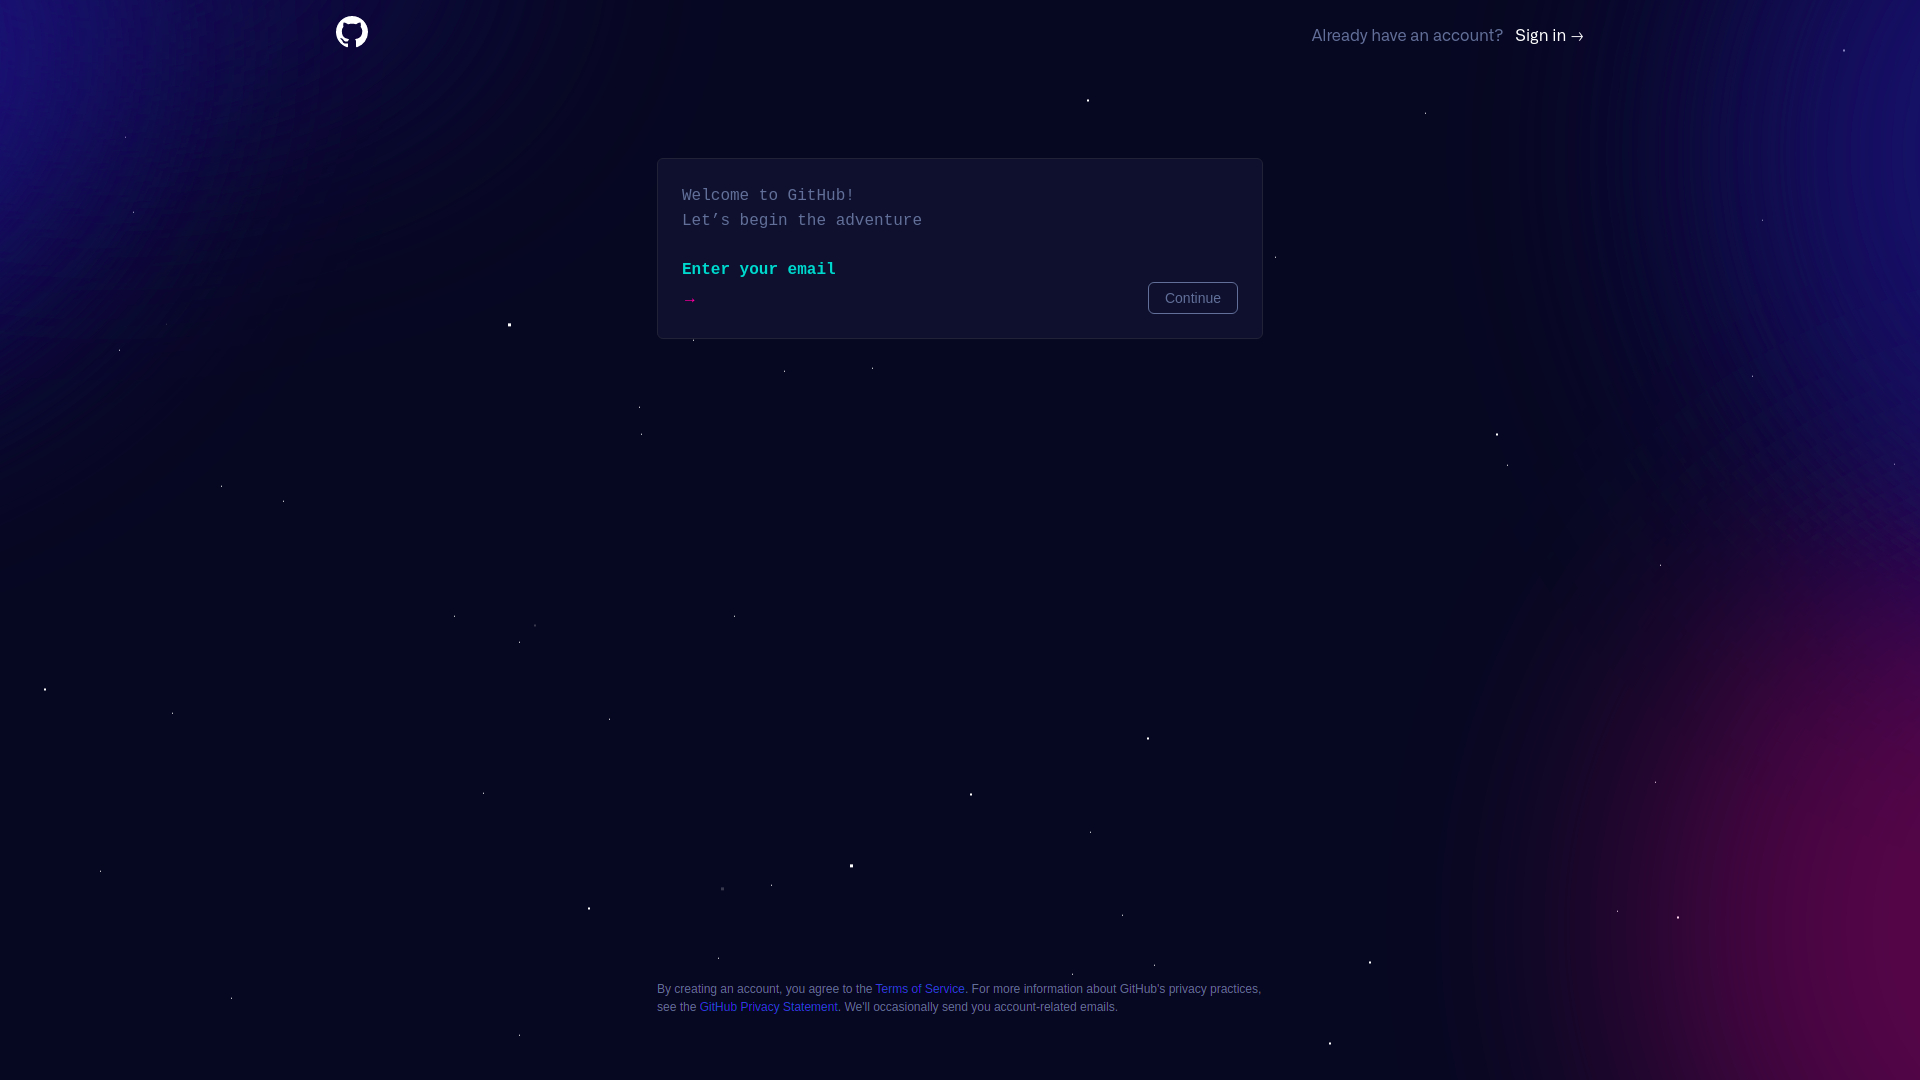 Already have an account? Sign in →
Welcome to GitHub!
Let’s begin the adventure
Enter your email
→
Continue
By creating an account, you agree to the Terms of Service. For more information about GitHub's privacy practices,
see the GitHub Privacy Statement. We'll occasionally send you account-related emails.